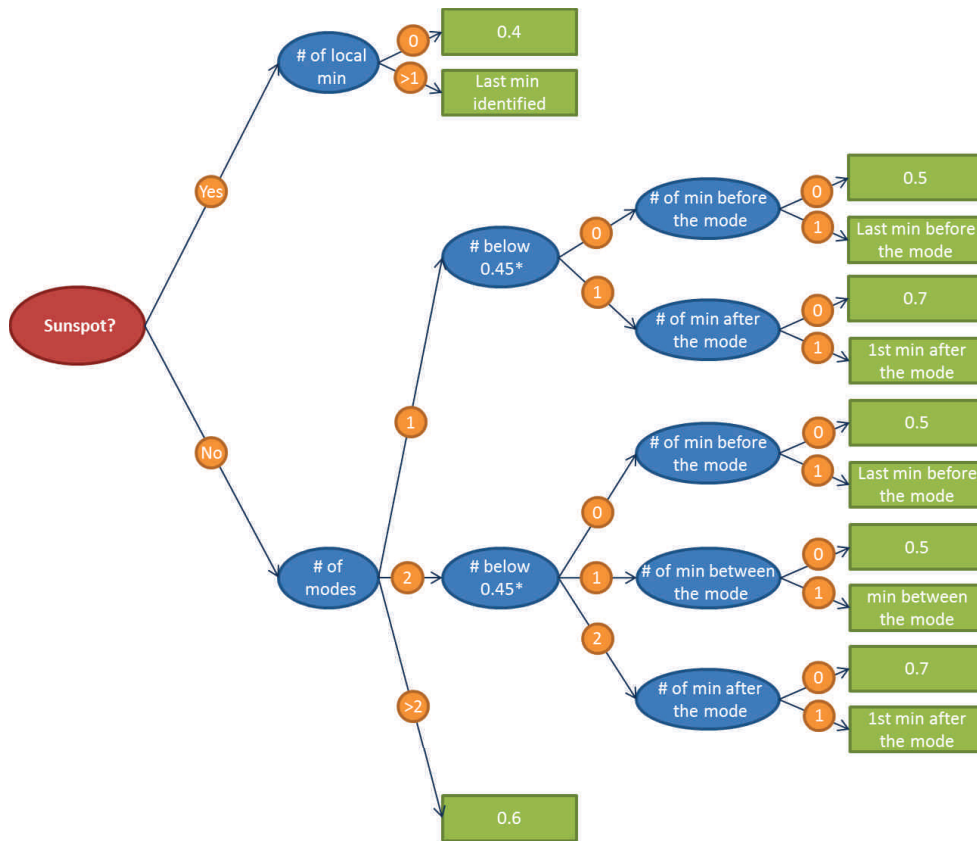 # of local
min
0
0.4
>1
Last min
identified
Yes
Sunspot?
No
# of
modes
1
# below
0.45*
0
# of min before
the mode
0
0.5
1
Last min before
the mode
1
# of min after
the mode
0
0.7
1
1st min after
the mode
2
# below
0.45*
0
# of min before
the mode
0
0.5
1
Last min before
the mode
1
# of min between
the mode
0
0.5
1
min between
the mode
2
# of min after
the mode
0
0.7
1
1st min after
the mode
>2
0.6